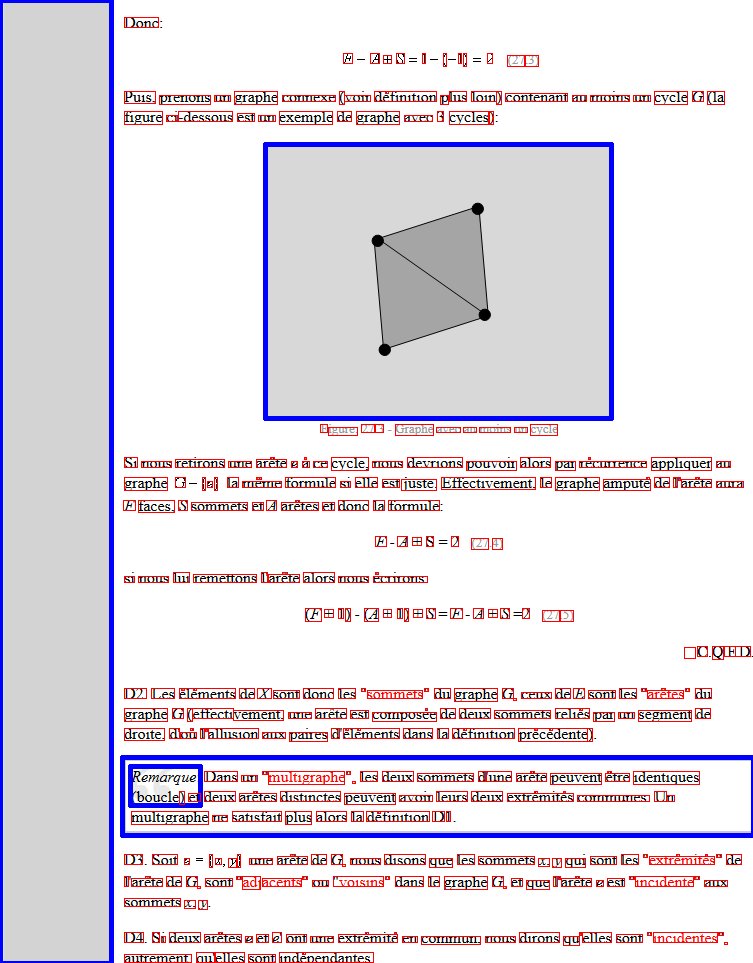 Donc:
F − A + S = 1 − (−1) = 2 (27.3)
Puis, prenons un graphe connexe (voir définition plus loin) contenant au moins un cycle G (la
figure ci-dessous est un exemple de graphe avec 3 cycles):
Figure: 27.3 - Graphe avec au moins un cycle
Si nous retirons une arête a à ce cycle, nous devrions pouvoir alors par récurrence appliquer au
graphe G − {a} la même formule si elle est juste. Effectivement, le graphe amputé de l'arête aura
F faces, S sommets et A arêtes et donc la formule:
F - A + S = 2 (27.4)
si nous lui remettons l'arête alors nous écrirons:
(F + 1) - (A + 1) + S = F - A + S = 2 (27.5)
C.Q.F.D.
D2. Les éléments de X sont donc les "sommets" du graphe G, ceux de E sont les "arêtes" du
graphe G (effectivement, une arête est composée de deux sommets reliés par un segment de
droite, d'où l'allusion aux paires d'éléments dans la définition précédente).
Remarque Dans un "multigraphe", les deux sommets d'une arête peuvent être identiques
(boucle) et deux arêtes distinctes peuvent avoir leurs deux extrémités communes. Un
multigraphe ne satisfait plus alors la définition D1.
D3. Soit a = {x, y} une arête de G, nous disons que les sommets x, y qui sont les "extrémités" de
l'arête de G, sont "adjacents" ou "voisins" dans le graphe G, et que l'arête a est "incidente" aux
sommets x, y.
D4. Si deux arêtes a et a' ont une extrémité en commun, nous dirons qu'elles sont "incidentes",
autrement, qu'elles sont indépendantes.